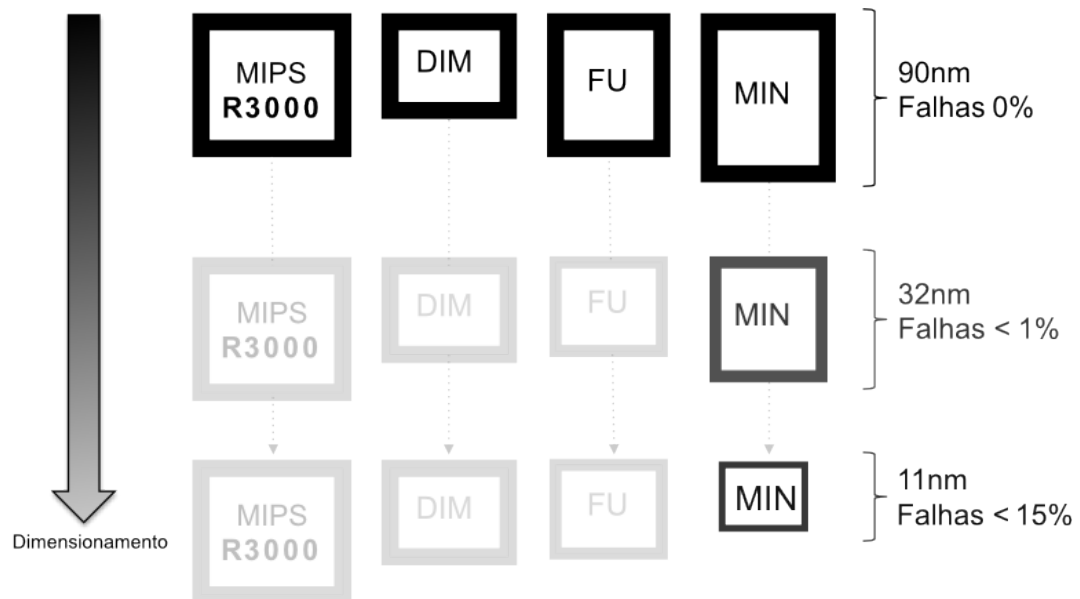 MIPS
R3000
DIM
FU
MIN
90nm
Falhas 0%
MIPS
R3000
DIM
FU
MIN
32nm
Falhas < 1%
MIPS
R3000
DIM
FU
MIN
11nm
Falhas < 15%
Dimensionamento